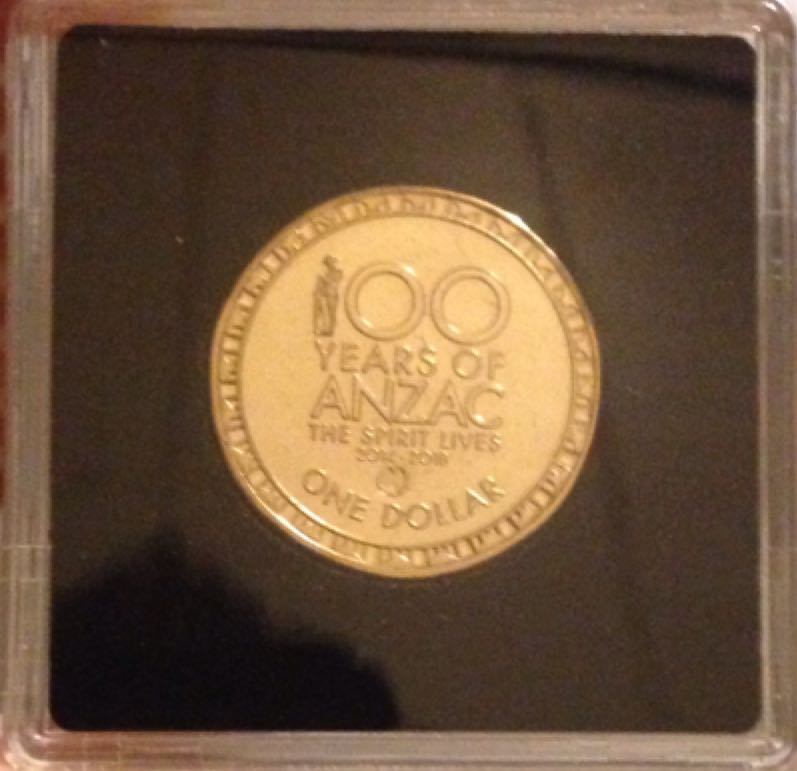 100
YEARS OF
ANZAC
THE SPIRIT LIVES
2014-2018
ONE DOLLAR